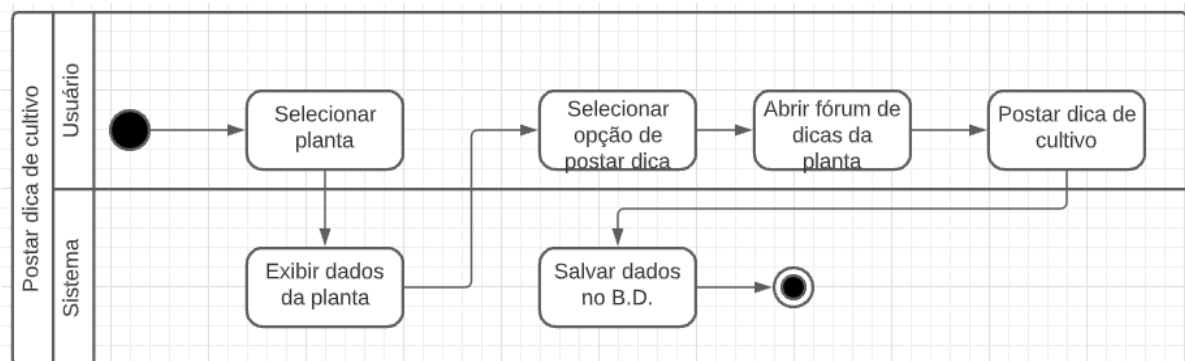 Postar dica de cultivo
Usuário
Selecionar
planta
Selecionar
opção de
postar dica
Abrir fórum de
dicas da
planta
Postar dica de
cultivo
Sistema
Exibir dados
da planta
Salvar dados
no B.D.